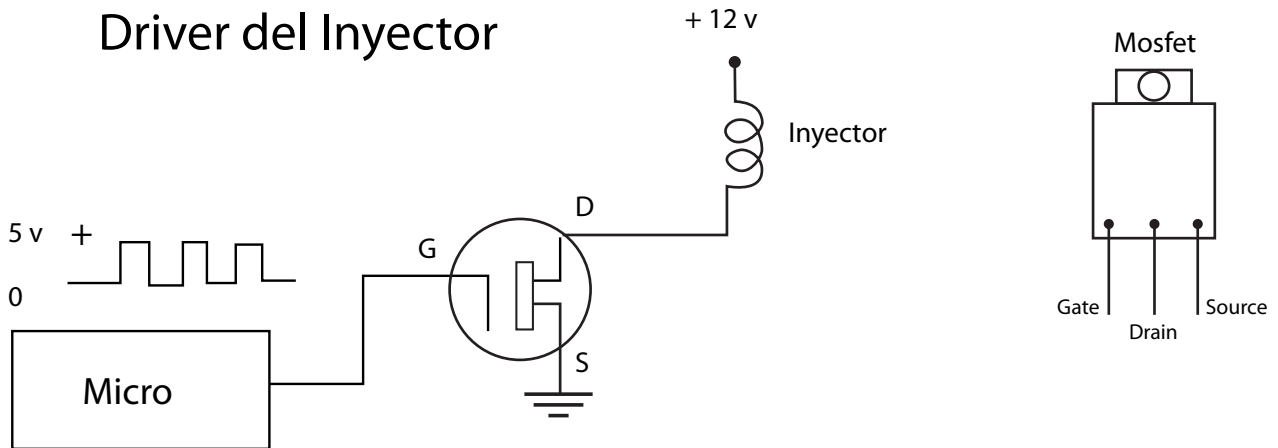 Driver del Inyector
+ 12 v
Mosfet
Inyector
D
5 v +
G
0
Gate
Source
Drain
S
Micro